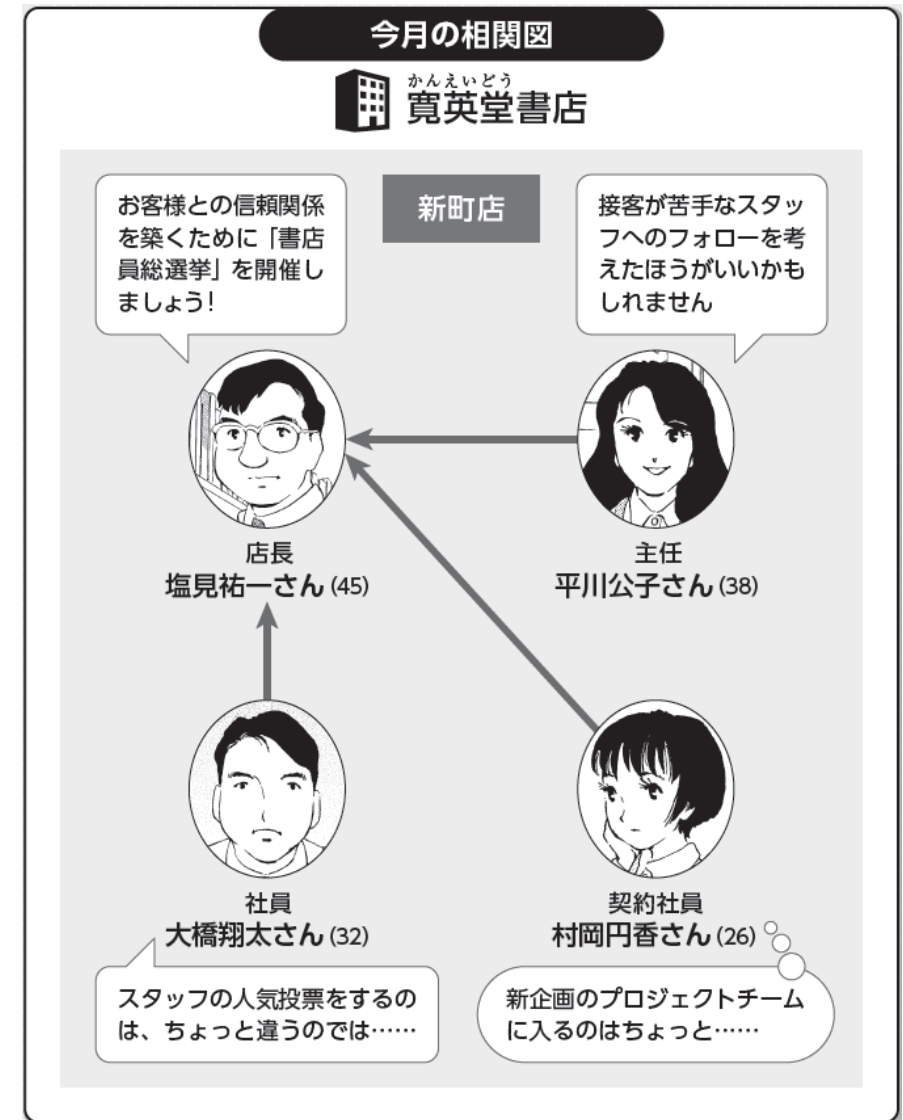 今月の相関図
かんえいどう
寛英堂書店
お客様との信頼関係
を築くために「書店
員総選挙」を開催し
ましょう!
新町店
接客が苦手なスタッ
フへのフォローを考
えたほうがいいかも
しれません
店長
塩見祐一さん(45)
主任
平川公子さん(38)
社員
大橋翔太さん(32)
契約社員
村岡円香さん(26)
スタッフの人気投票をするの
は、ちょっと違うのでは……
新企画のプロジェクトチーム
に入るのはちょっと……